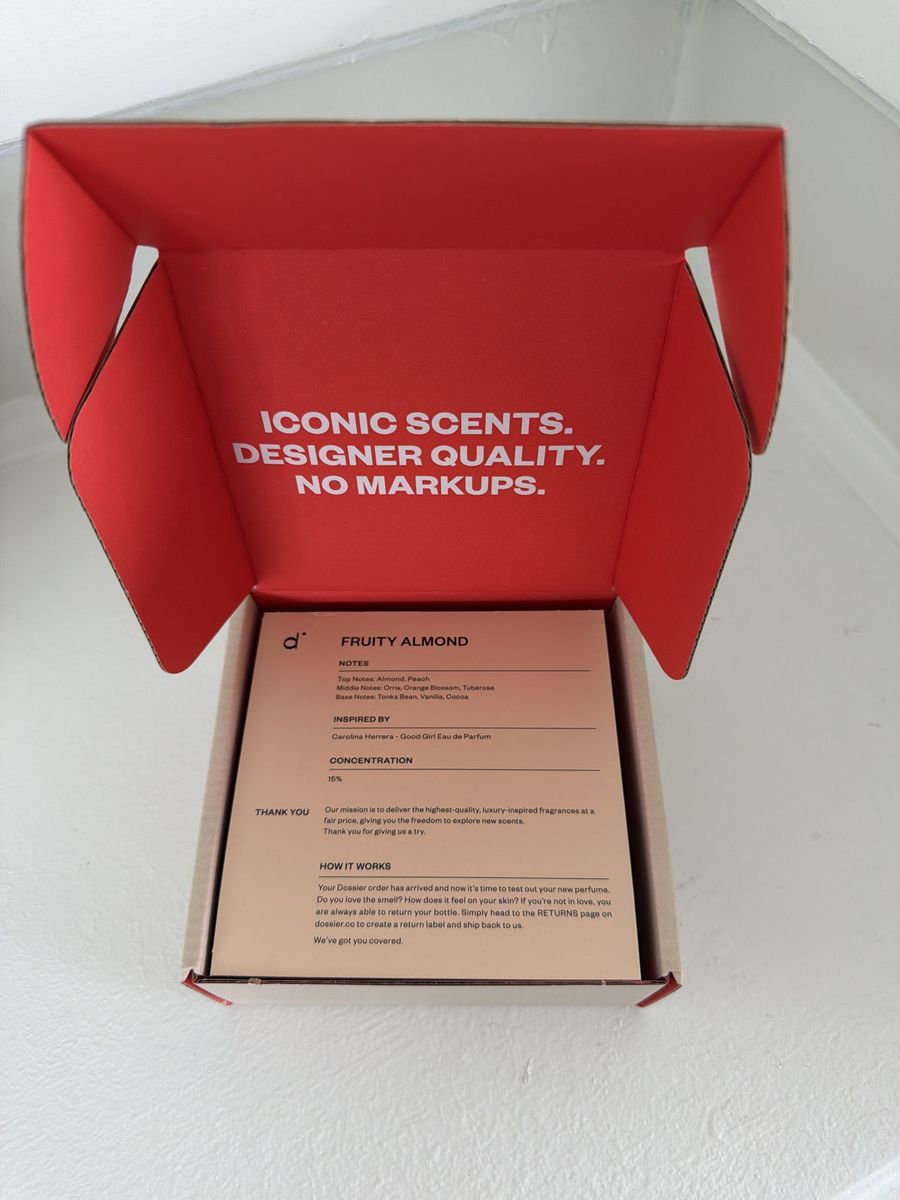 ICONIC SCENTS.
DESIGNER QUALITY.
NO MARKUPS.
d
FRUITY ALMOND
NOTES
Top Notes: Almond, Peach
Middle Notes: Orris, Orange Blossom, Tuberose
Base Notes: Tonka Bean, Vanilla, Cocoa
INSPIRED BY
Carolina Herrera - Good Girl Eau de Parfum
CONCENTRATION
15%
THANK YOU
Our mission is to deliver the highest-quality, luxury-inspired fragrances at a
fair price, giving you the freedom to explore new scents.
Thank you for giving us a try.
HOW IT WORKS
Your Dossier order has arrived and now it's time to test out your new perfume.
Do you love the smell? How does it feel on your skin? If you're not in love, you
are always able to return your bottle. Simply head to the RETURNS page on
dossier.co to create a return label and ship back to us.
We've got you covered.